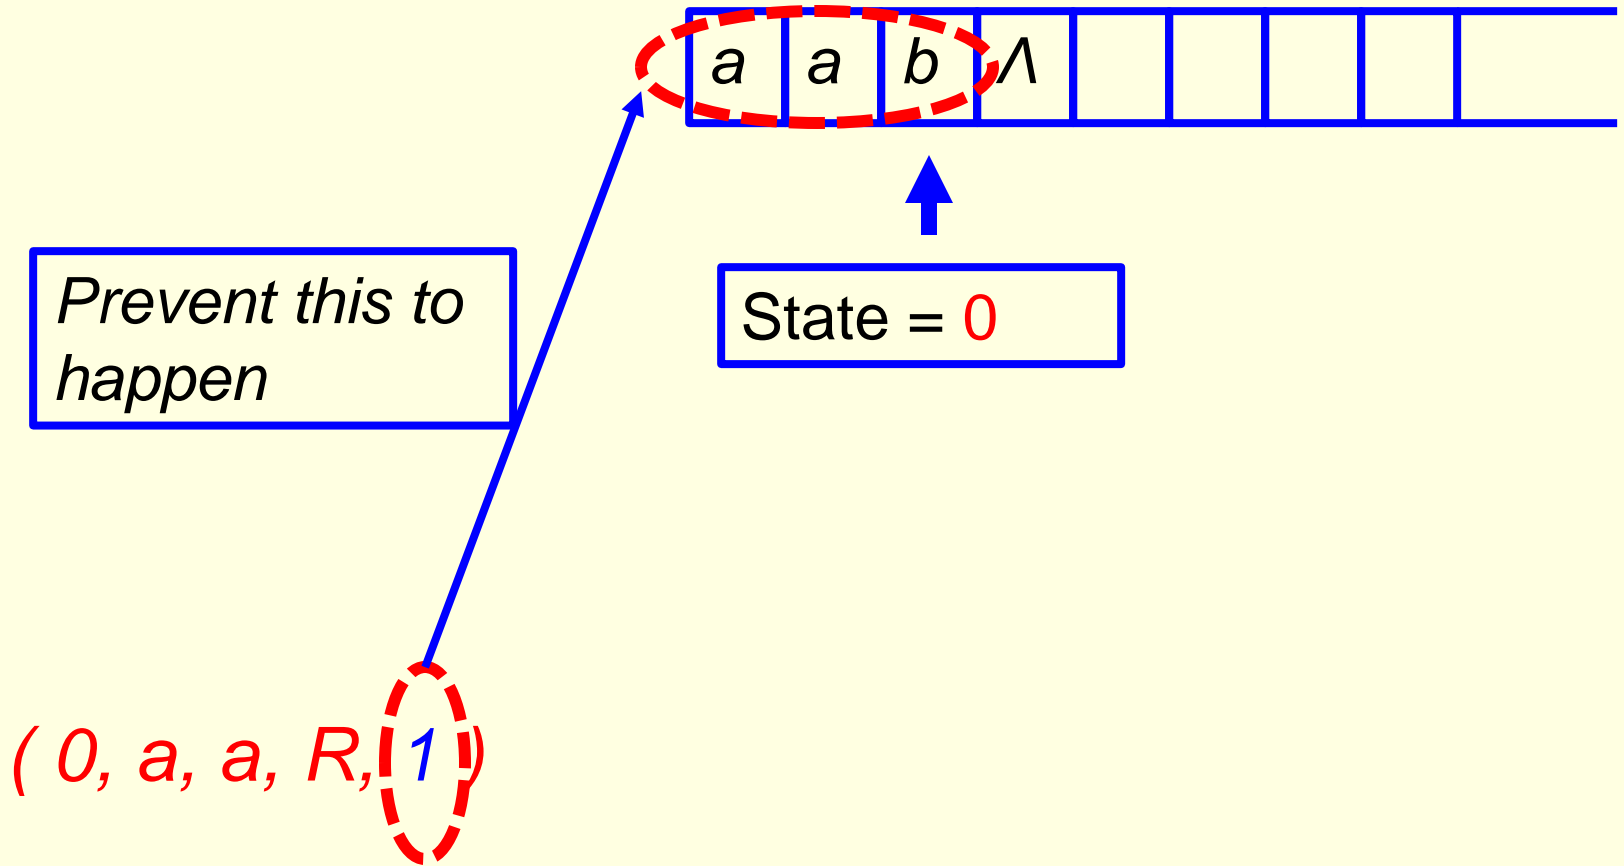 a a b Λ
Prevent this to
happen
State = 0
( 0, a, a, R, 1 )